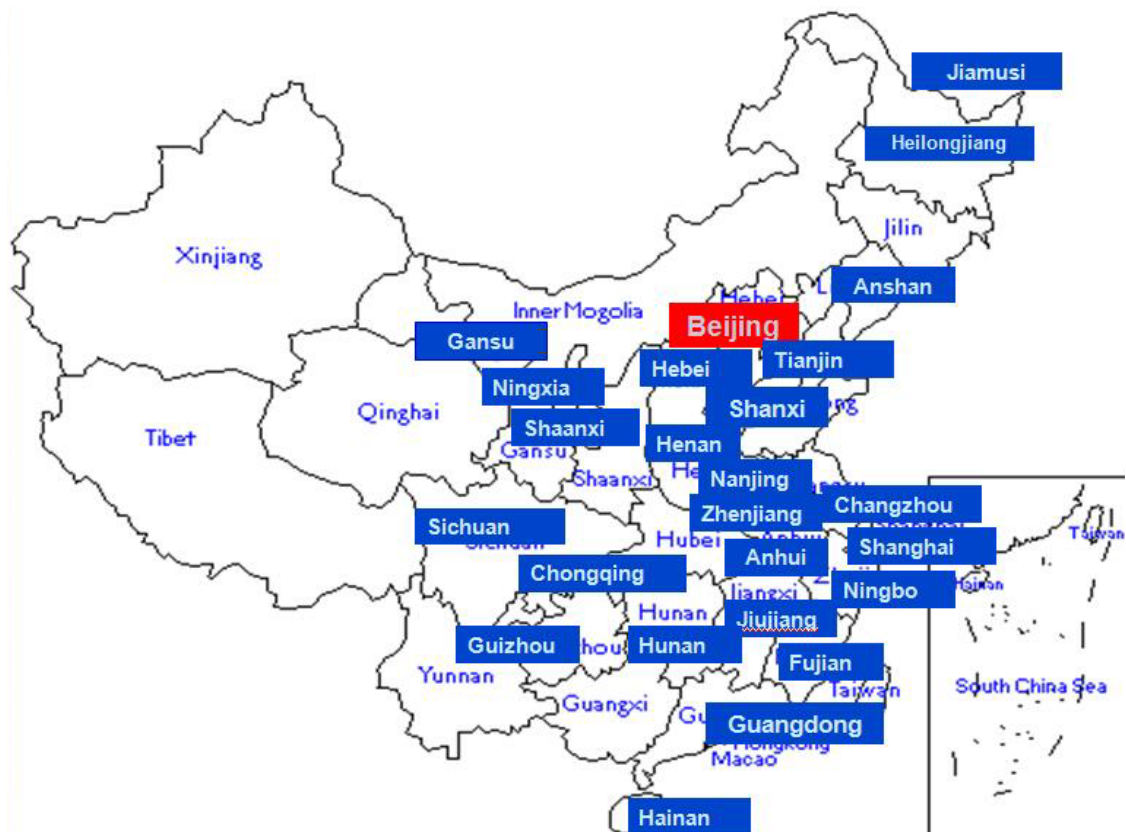 Jiamusi
Heilongjiang
Jilin
Xinjiang
Anshan
Hebei
Inner Mogolia
Beijing
Gansu
Tianjin
Hebei
Ningxia
Shanxi
Qinghai
Shaanxi
Tibet
Henan
Gansu
Shaanxi
Nanjing
Changzhou
Zhenjiang
Sichuan
Taiwan
Hubei
Anhui
Shanghai
Chongqing
Anhui
Hainan
Jiangxi
Ningbo
Hunan
Jiujiang
Guizhou
Hunan
Fujian
Yunnan
Taiwan
South China Sea
Guangxi
Guangdong
Hongkong
Macao
Hainan